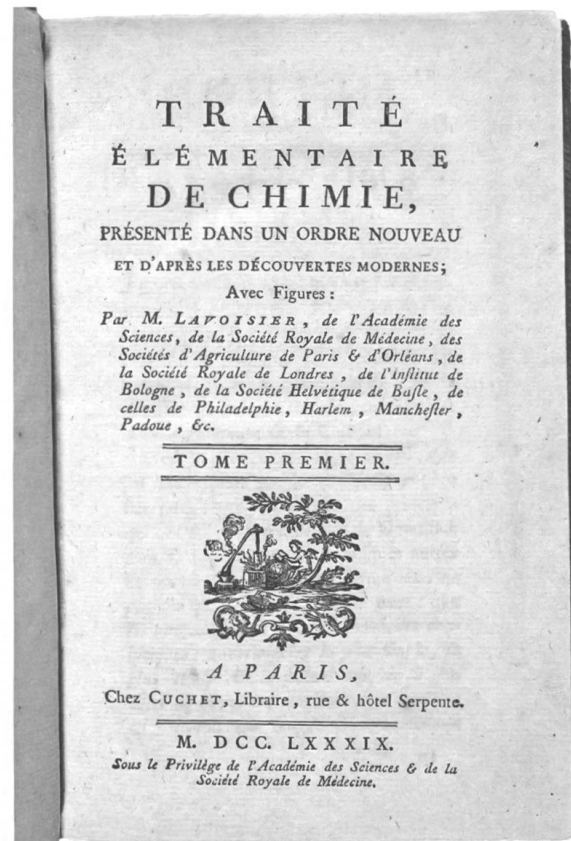 TRAITÉ
ÉLÉMENTAIRE
DE CHIMIE,
PRÉSENTÉ DANS UN ORDRE NOUVEAU
ET D'APRÈS LES DÉCOUVERTES MODERNES;
Avec Figures :
Par M. LAVOISIER, de l'Académie des
Sciences, de la Société Royale de Médecine, des
Sociétés d'Agriculture de Paris & d'Orléans, de
la Société Royale de Londres, de l'Inſtitut de
Bologne, de la Société Helvétique de Baſle, de
celles de Philadelphie, Harlem, Mancheſter,
Padoue, &c.
TOME PREMIER.
A PARIS,
Chez CUCHET, Libraire, rue & hôtel Serpente.
M. DCC. LXXXIX.
Sous le Privilège de l'Académie des Sciences & de la
Société Royale de Médecine.